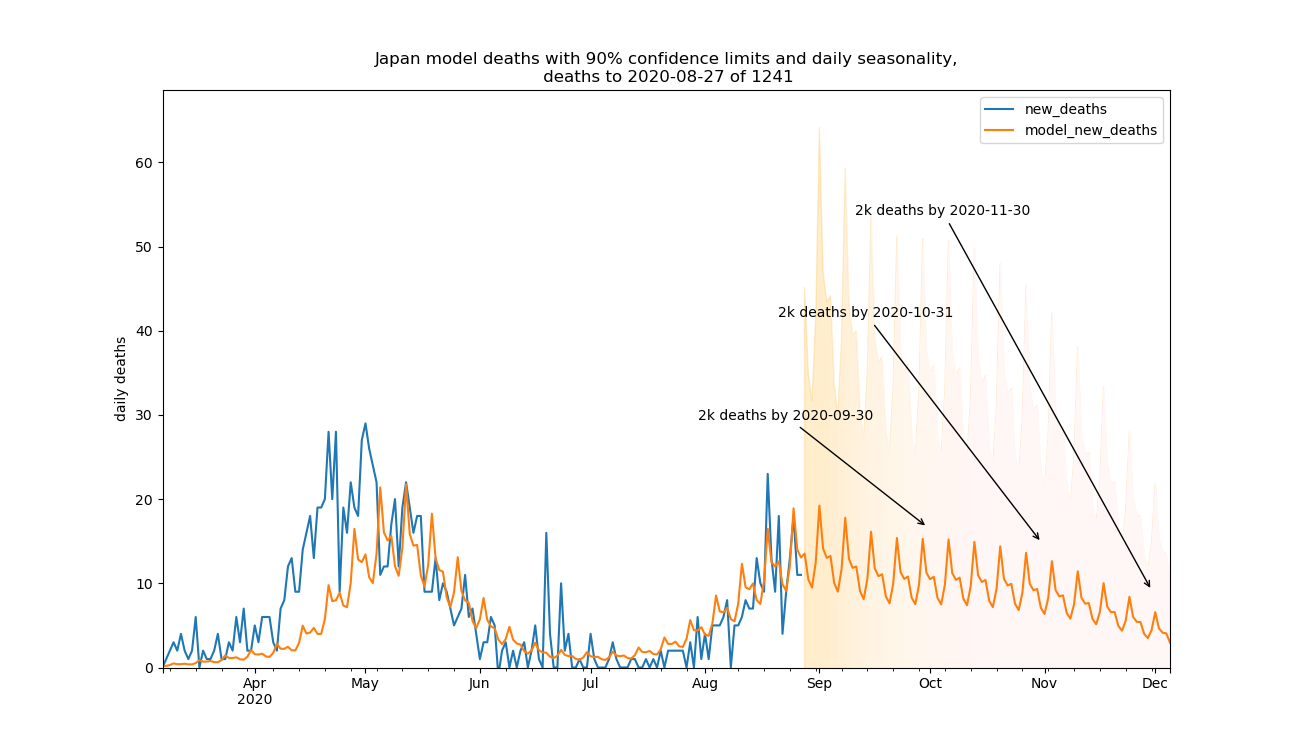 Japan model deaths with 90% confidence limits and daily seasonality,
deaths to 2020-08-27 of 1241
new_deaths
model_new_deaths
60
50
40
30
20
10
0
daily deaths
2k deaths by 2020-11-30
2k deaths by 2020-10-31
2k deaths by 2020-09-30
Apr May Jun Jul Aug Sep Oct Nov Dec
2020